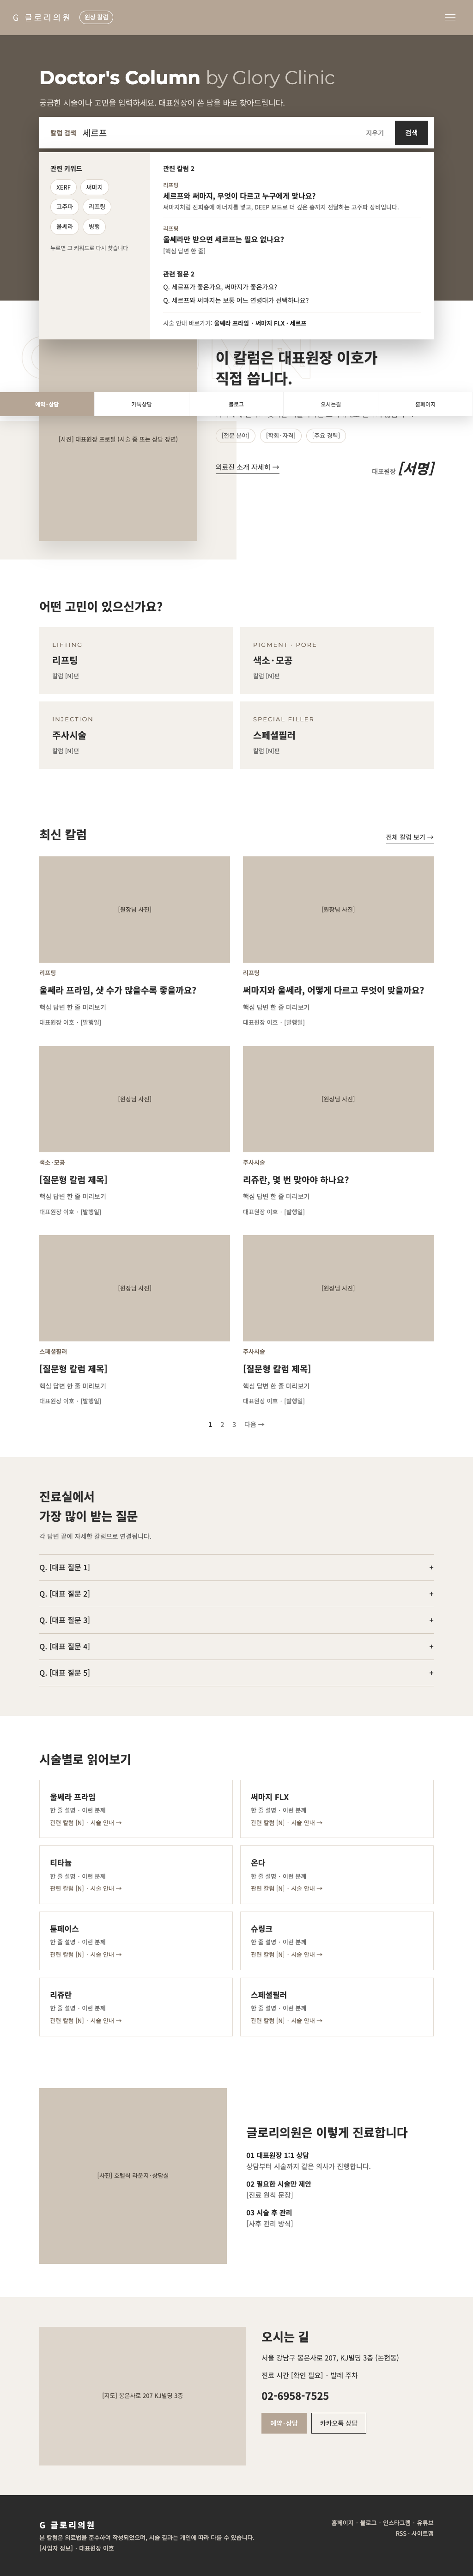 G 글로리의원 원장 칼럼
Doctor's Column by Glory Clinic
궁금한 시술이나 고민을 입력하세요. 대표원장이 쓴 답을 바로 찾아드립니다.
칼럼 검색 세르프 지우기 검색
관련 키워드
XERF 써마지
고주파 리프팅
울쎄라 병행
누르면 그 키워드로 다시 찾습니다
관련 칼럼 2
리프팅
세르프와 써마지, 무엇이 다르고 누구에게 맞나요?
써마지처럼 진피층에 에너지를 넣고, DEEP 모드로 더 깊은 층까지 전달하는 고주파 장비입니다.
리프팅
울쎄라만 받으면 세르프는 필요 없나요?
[핵심 답변 한 줄]
관련 질문 2
Q. 세르프가 좋은가요, 써마지가 좋은가요?
Q. 세르프와 써마지는 보통 어느 연령대가 선택하나요?
시술 안내 바로가기: 울쎄라 프라임 · 써마지 FLX · 세르프
이 칼럼은 대표원장 이호가
직접 씁니다.
예약·상담 카톡상담 블로그 오시는길 홈페이지
[사진] 대표원장 프로필 (시술 중 또는 상담 장면)
[전문 분야] [학회·자격] [주요 경력]
의료진 소개 자세히 →
대표원장 [서명]
어떤 고민이 있으신가요?
LIFTING
리프팅
칼럼 [N]편
PIGMENT · PORE
색소·모공
칼럼 [N]편
INJECTION
주사시술
칼럼 [N]편
SPECIAL FILLER
스페셜필러
칼럼 [N]편
최신 칼럼
전체 칼럼 보기 →
[원장님 사진]
리프팅
울쎄라 프라임, 샷 수가 많을수록 좋을까요?
핵심 답변 한 줄 미리보기
대표원장 이호 · [발행일]
[원장님 사진]
리프팅
써마지와 울쎄라, 어떻게 다르고 무엇이 맞을까요?
핵심 답변 한 줄 미리보기
대표원장 이호 · [발행일]
[원장님 사진]
색소·모공
[질문형 칼럼 제목]
핵심 답변 한 줄 미리보기
대표원장 이호 · [발행일]
[원장님 사진]
주사시술
리쥬란, 몇 번 맞아야 하나요?
핵심 답변 한 줄 미리보기
대표원장 이호 · [발행일]
[원장님 사진]
스페셜필러
[질문형 칼럼 제목]
핵심 답변 한 줄 미리보기
대표원장 이호 · [발행일]
[원장님 사진]
주사시술
[질문형 칼럼 제목]
핵심 답변 한 줄 미리보기
대표원장 이호 · [발행일]
1 2 3 다음 →
진료실에서
가장 많이 받는 질문
각 답변 끝에 자세한 칼럼으로 연결됩니다.
Q. [대표 질문 1] +
Q. [대표 질문 2] +
Q. [대표 질문 3] +
Q. [대표 질문 4] +
Q. [대표 질문 5] +
시술별로 읽어보기
울쎄라 프라임
한 줄 설명 · 이런 분께
관련 칼럼 [N] · 시술 안내 →
써마지 FLX
한 줄 설명 · 이런 분께
관련 칼럼 [N] · 시술 안내 →
티타늄
한 줄 설명 · 이런 분께
관련 칼럼 [N] · 시술 안내 →
온다
한 줄 설명 · 이런 분께
관련 칼럼 [N] · 시술 안내 →
튠페이스
한 줄 설명 · 이런 분께
관련 칼럼 [N] · 시술 안내 →
슈링크
한 줄 설명 · 이런 분께
관련 칼럼 [N] · 시술 안내 →
리쥬란
한 줄 설명 · 이런 분께
관련 칼럼 [N] · 시술 안내 →
스페셜필러
한 줄 설명 · 이런 분께
관련 칼럼 [N] · 시술 안내 →
[사진] 호텔식 라운지·상담실
글로리의원은 이렇게 진료합니다
01 대표원장 1:1 상담
상담부터 시술까지 같은 의사가 진행합니다.
02 필요한 시술만 제안
[진료 원칙 문장]
03 시술 후 관리
[사후 관리 방식]
[지도] 봉은사로 207 KJ빌딩 3층
오시는 길
서울 강남구 봉은사로 207, KJ빌딩 3층 (논현동)
진료 시간 [확인 필요] · 발레 주차
02-6958-7525
예약·상담 카카오톡 상담
G 글로리의원
본 칼럼은 의료법을 준수하여 작성되었으며, 시술 결과는 개인에 따라 다를 수 있습니다.
[사업자 정보] · 대표원장 이호
홈페이지 · 블로그 · 인스타그램 · 유튜브
RSS · 사이트맵